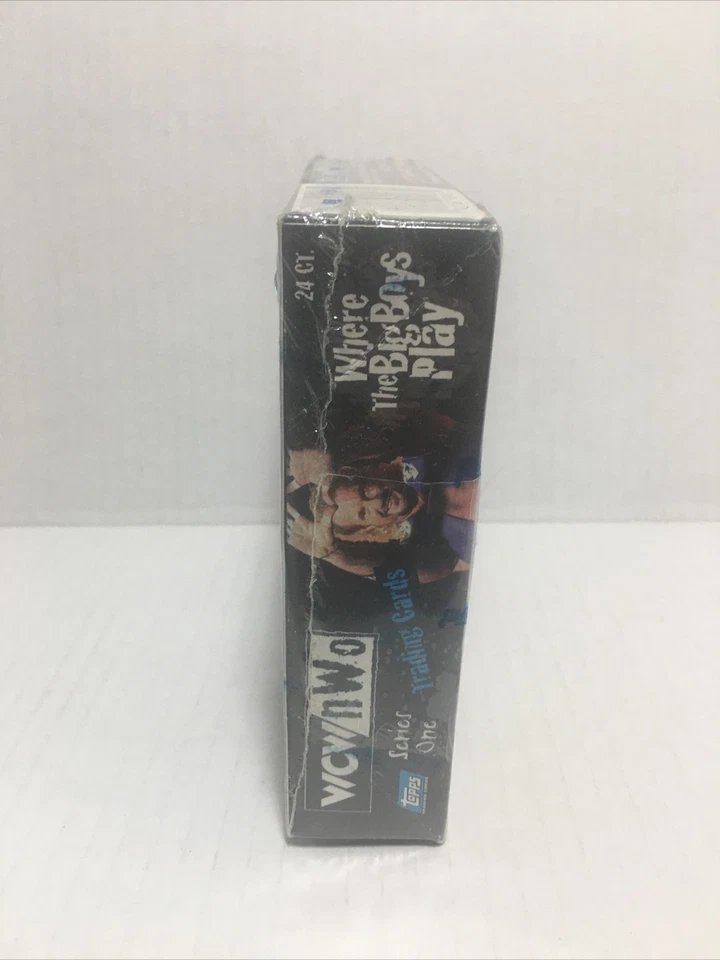 WCW/nWo
Series
One
Trading Cards
topps
24 CT.
Where
The Big Boys
Play